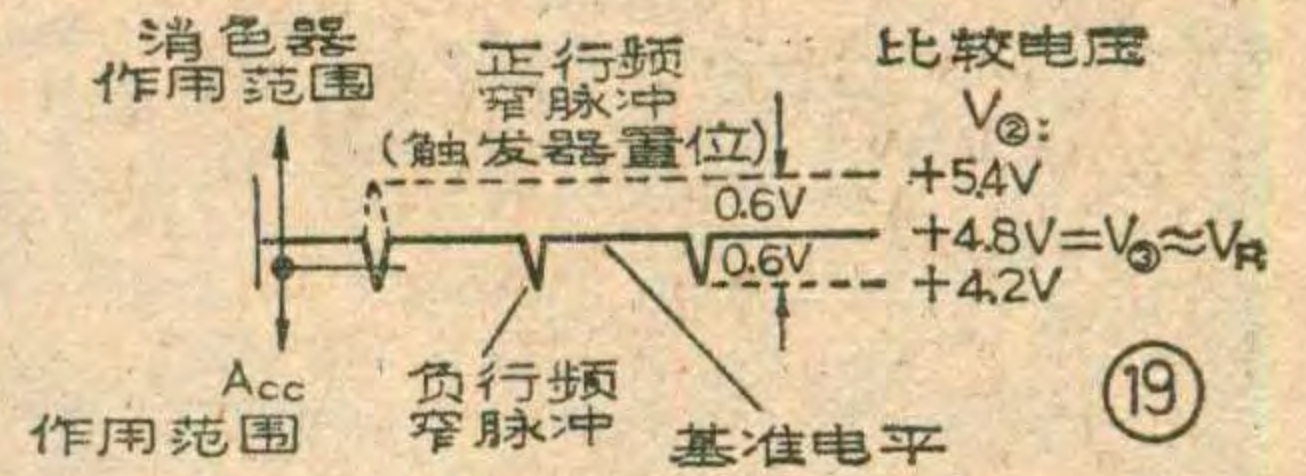 消色器
作用范围
正行频
窄脉冲
(触发器置位)
比较电压
V②:
+5.4V
0.6V
+4.8V=V③≈VR
0.6V
+4.2V
Acc
作用范围
负行频
窄脉冲
基准电平
⑲